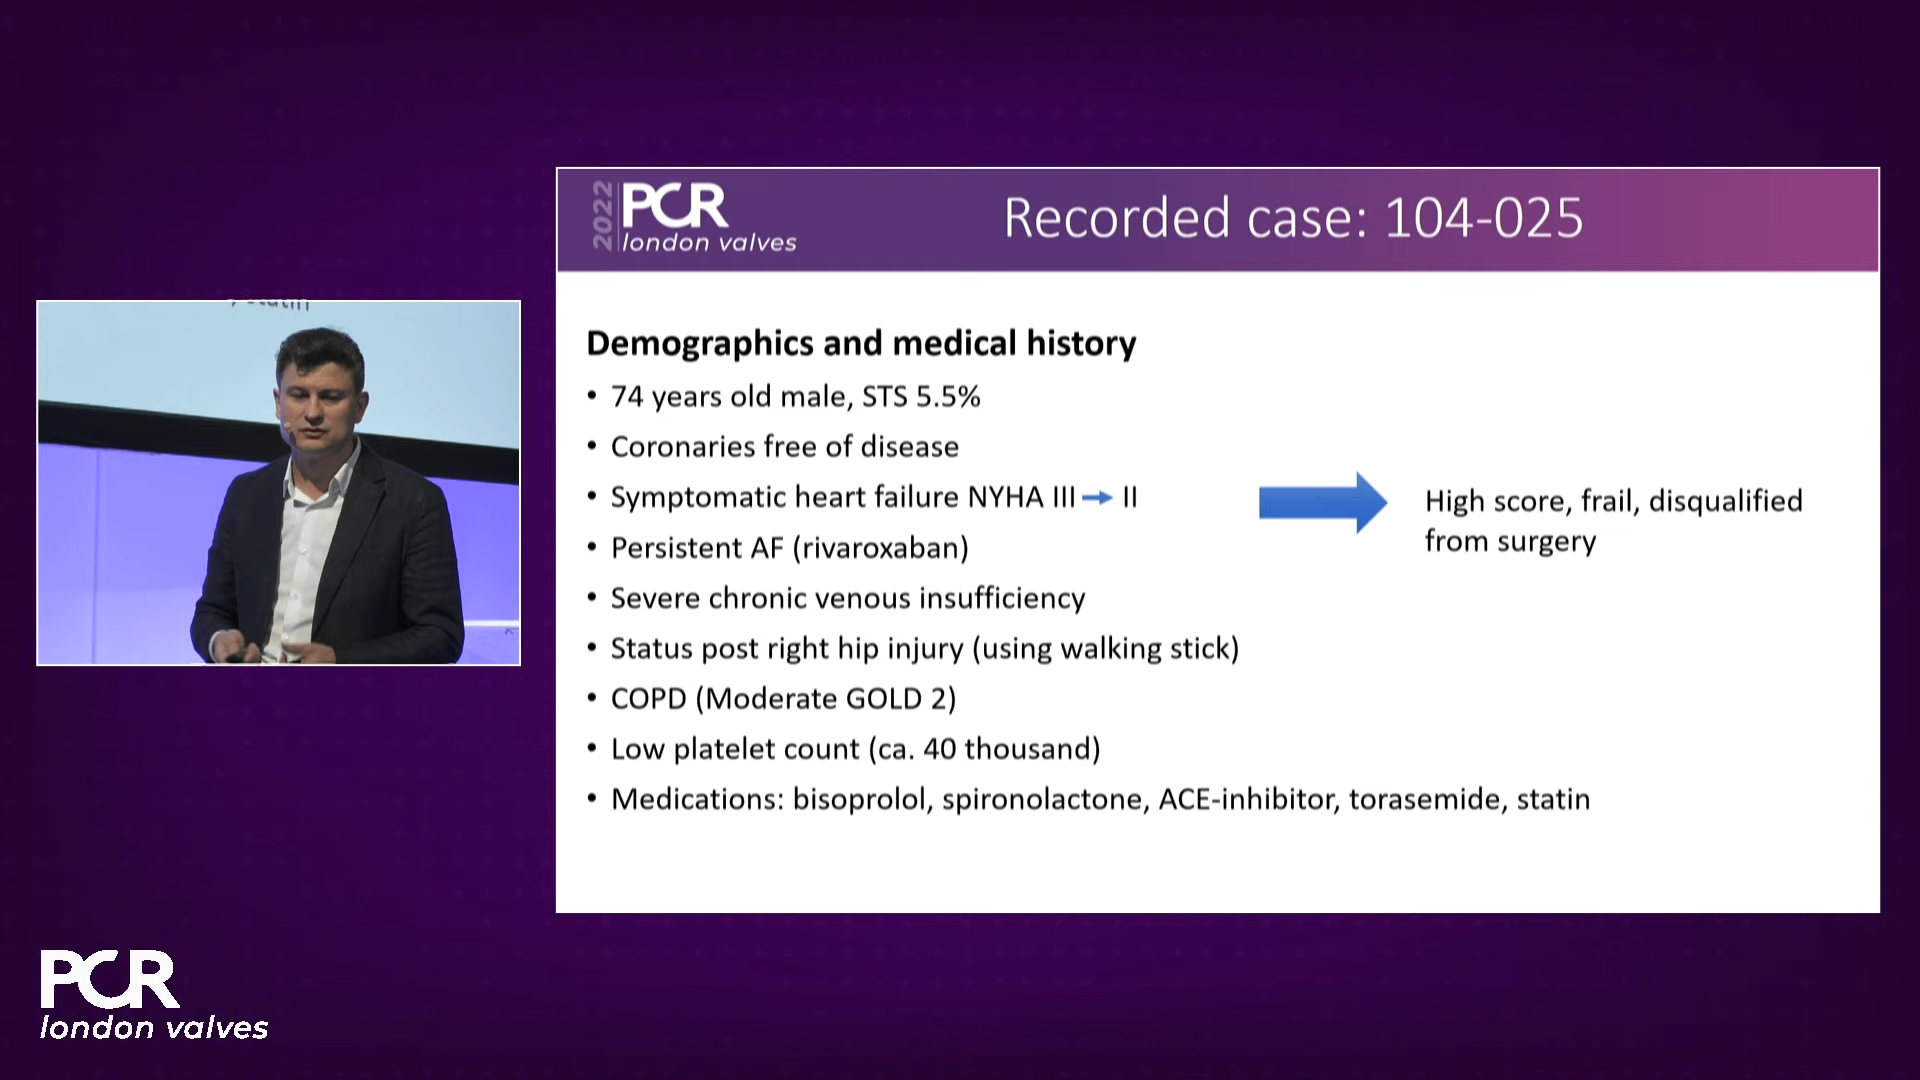 statin
2022
PCR
london valves
Recorded case: 104-025
Demographics and medical history
• 74 years old male, STS 5.5%
• Coronaries free of disease
• Symptomatic heart failure NYHA III → II
• Persistent AF (rivaroxaban)
• Severe chronic venous insufficiency
• Status post right hip injury (using walking stick)
• COPD (Moderate GOLD 2)
• Low platelet count (ca. 40 thousand)
• Medications: bisoprolol, spironolactone, ACE-inhibitor, torasemide, statin
High score, frail, disqualified
from surgery
PCR
london valves